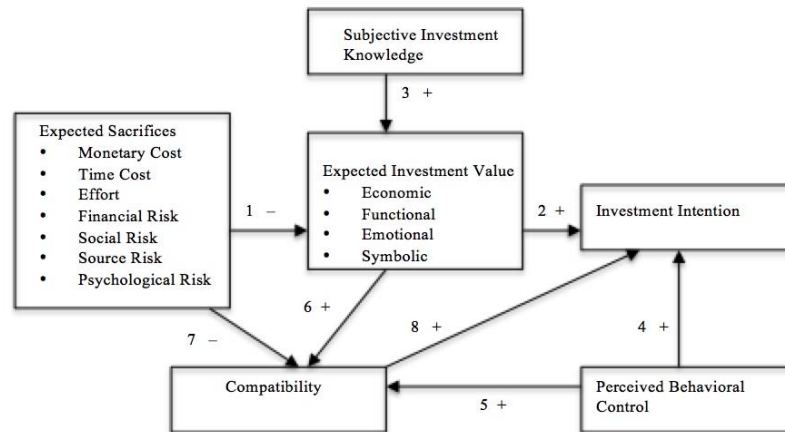 Subjective Investment
Knowledge
3 +
Expected Sacrifices
• Monetary Cost
• Time Cost
• Effort
• Financial Risk
• Social Risk
• Source Risk
• Psychological Risk
1 –
Expected Investment Value
• Economic
• Functional
• Emotional
• Symbolic
2 +
Investment Intention
6 +
7 –
8 +
4 +
Compatibility
5 +
Perceived Behavioral
Control